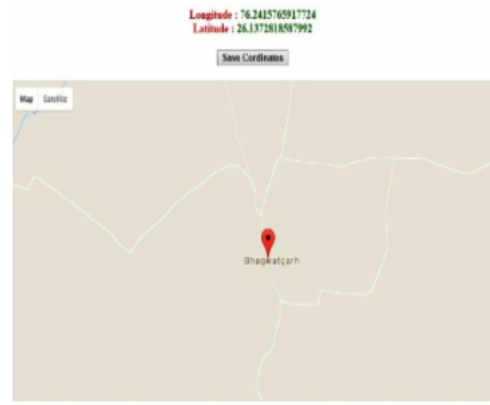 Longitude : 76.2415765917724
Latitude : 26.1372818587992
Save Cordinates
Map Satellite
Bhagwatgarh